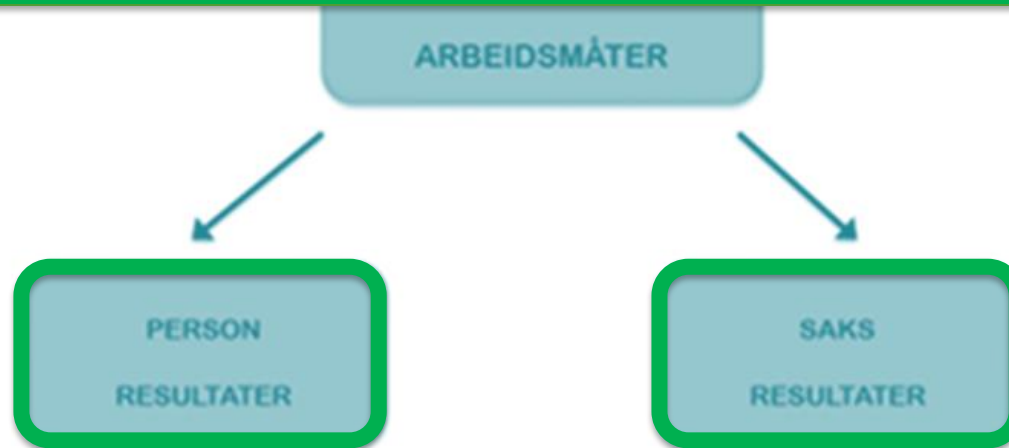 ARBEIDSMÅTER
PERSON
RESULTATER
SAKS
RESULTATER